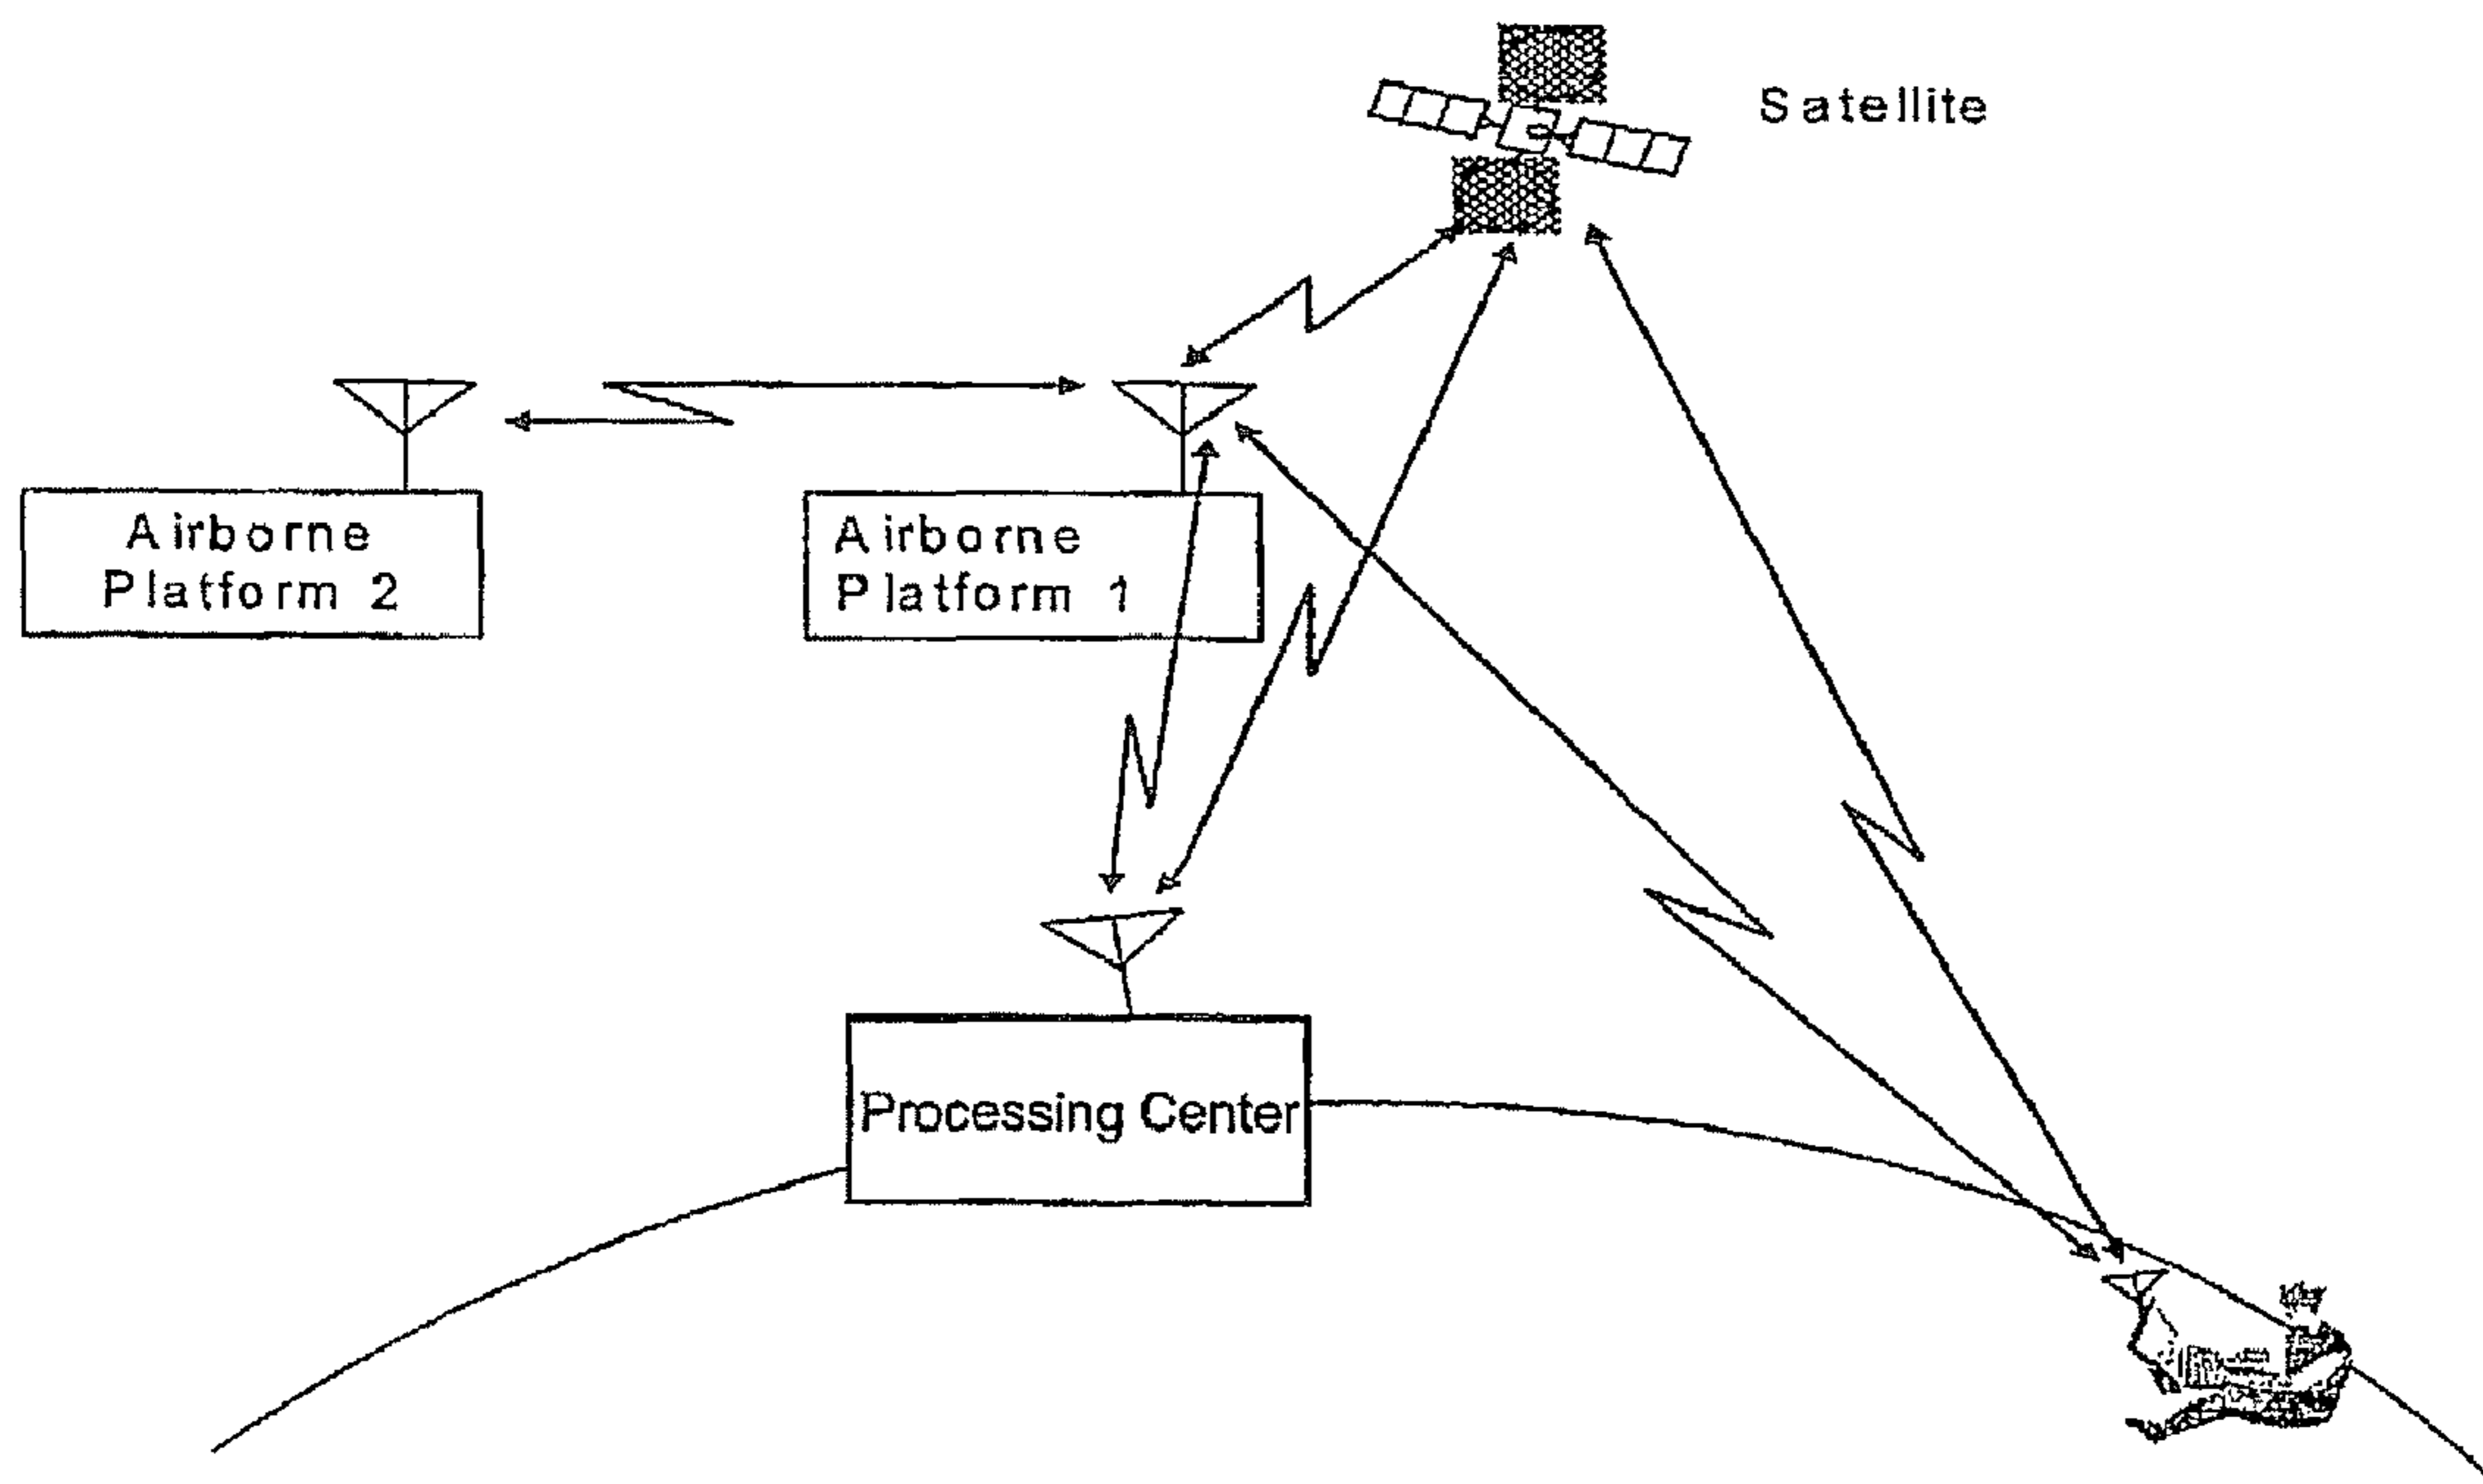 Satellite
Airborne
Platform 2
Airborne
Platform 1
Processing Center